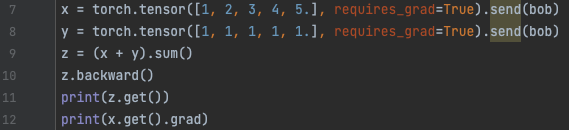 7 x = torch.tensor([1, 2, 3, 4, 5.], requires_grad=True).send(bob)
8 y = torch.tensor([1, 1, 1, 1, 1.], requires_grad=True).send(bob)
9 z = (x + y).sum()
10 z.backward()
11 print(z.get())
12 print(x.get().grad)